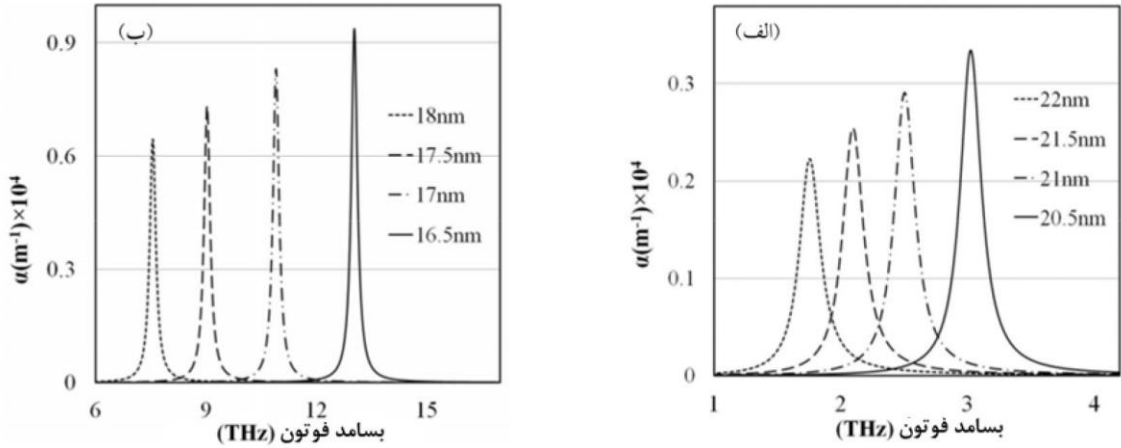 (ب)
0.9
0.6
0.3
0
α(m⁻¹)×10⁴
18nm
17.5nm
17nm
16.5nm
6 9 12 15
بسامد فوتون (THz)
(الف)
0.3
0.2
0.1
0
α(m⁻¹)×10⁴
22nm
21.5nm
21nm
20.5nm
1 2 3 4
بسامد فوتون (THz)